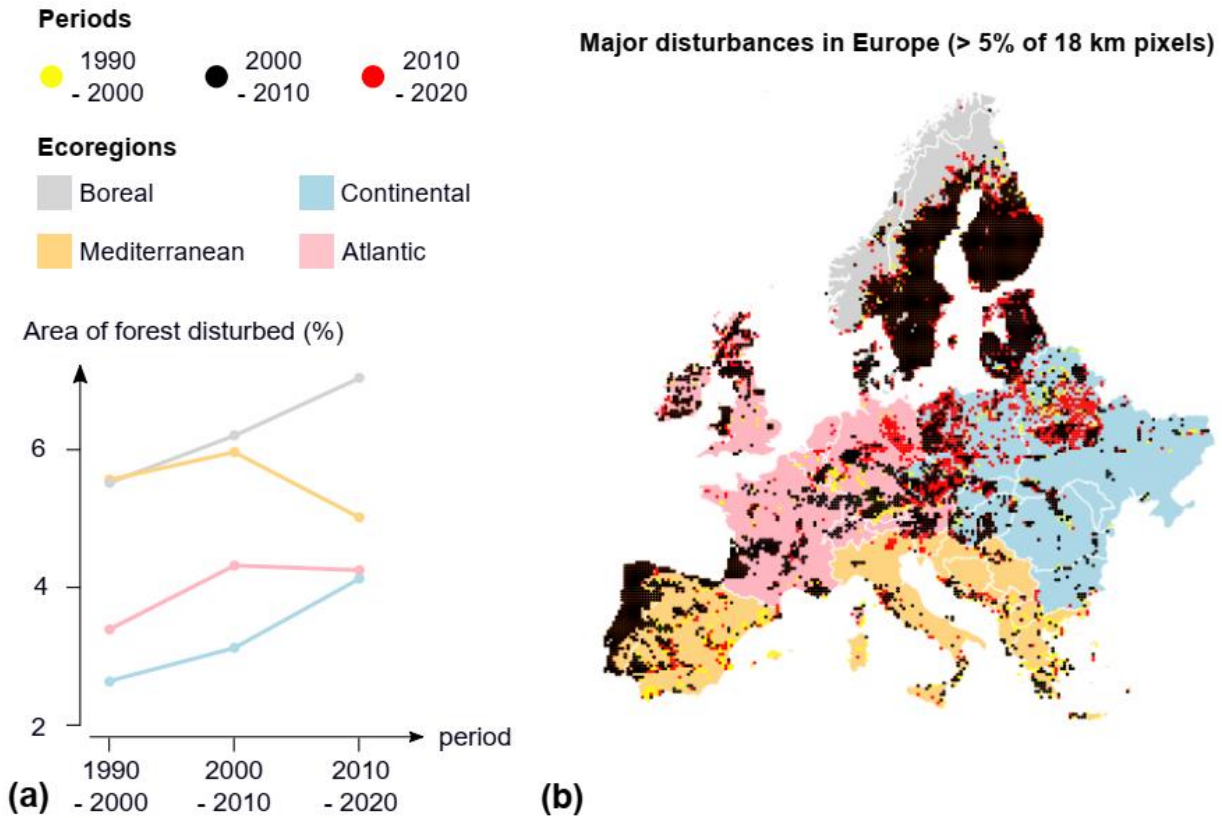 Periods
1990 - 2000
2000 - 2010
2010 - 2020
Ecoregions
Boreal
Continental
Mediterranean
Atlantic
Area of forest disturbed (%)
6
4
2
period
1990 - 2000
2000 - 2010
2010 - 2020
(a)
Major disturbances in Europe (> 5% of 18 km pixels)
(b)